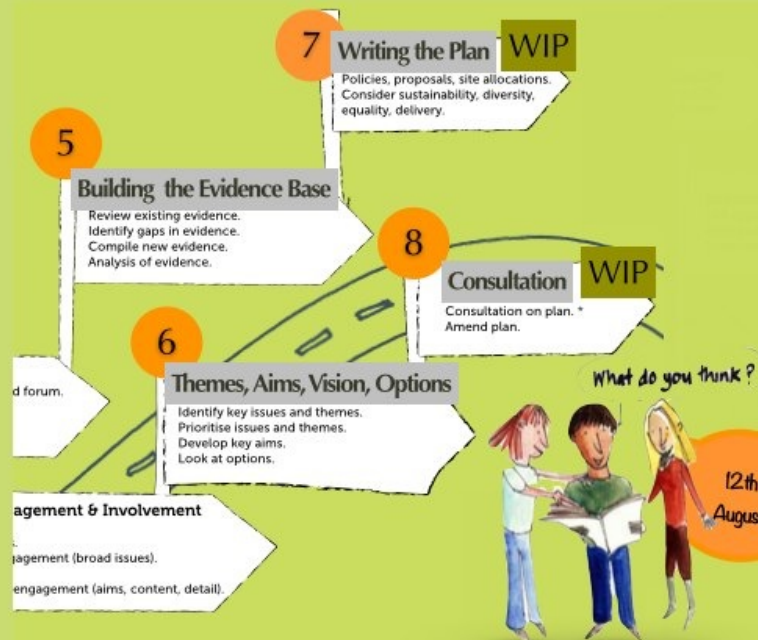 7
Writing the Plan
WIP
Policies, proposals, site allocations.
Consider sustainability, diversity,
equality, delivery.
5
Building the Evidence Base
Review existing evidence.
Identify gaps in evidence.
Compile new evidence.
Analysis of evidence.
8
Consultation
WIP
Consultation on plan. *
Amend plan.
6
Themes, Aims, Vision, Options
Identify key issues and themes.
Prioritise issues and themes.
Develop key aims.
Look at options.
d forum.
What do you think?
12th
Augus
agement & Involvement
agement (broad issues).
engagement (aims, content, detail).